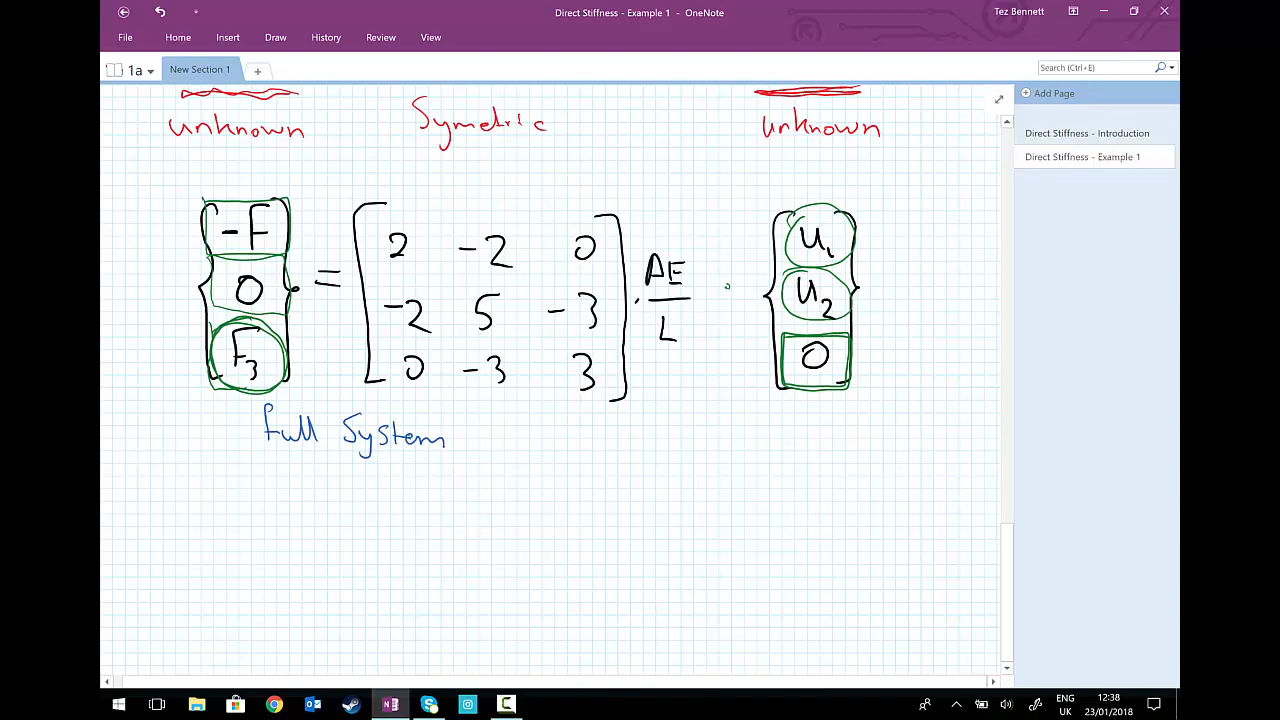 Direct Stiffness - Example 1 - OneNote
Tez Bennett
File Home Insert Draw History Review View
1a New Section 1
Search (Ctrl+E)
Add Page
Direct Stiffness - Introduction
Direct Stiffness - Example 1
unknown Symetric unknown
-F 2 -2 0 u1
0 = -2 5 -3 · AE/L · u2
F3 0 -3 3 0
full System
ENG
UK
12:38
23/01/2018